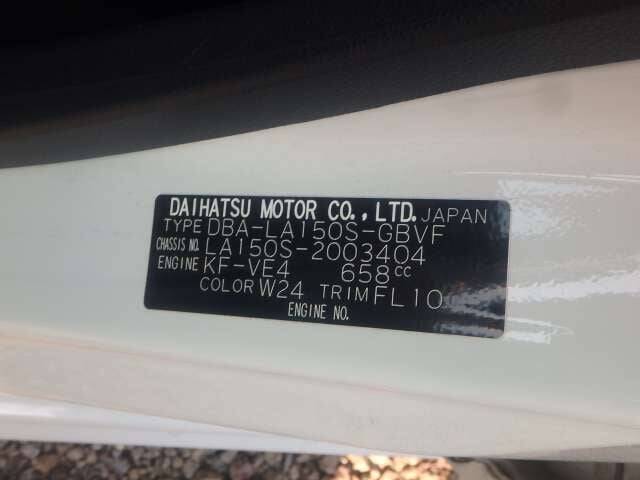 DAIHATSU MOTOR CO., LTD. JAPAN
TYPE DBA-LA150S-GBVF
CHASSIS NO. LA150S-2003404
ENGINE KF-VE4 658cc
COLOR W24 TRIM FL10
ENGINE NO.